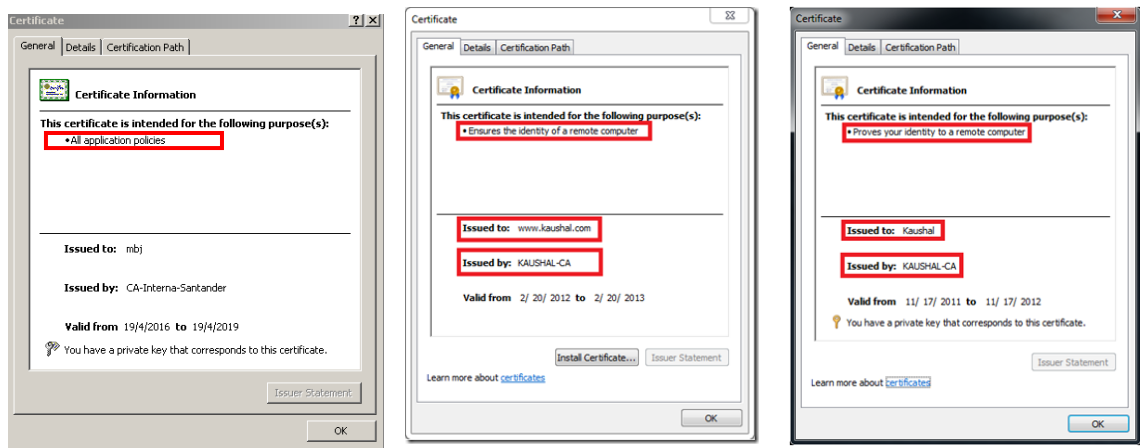 Certificate
General Details Certification Path
Certificate Information
This certificate is intended for the following purpose(s):
•All application policies
Issued to: mbj
Issued by: CA-Interna-Santander
Valid from 19/4/2016 to 19/4/2019
You have a private key that corresponds to this certificate.
Issuer Statement
OK
Certificate
General Details Certification Path
Certificate Information
This certificate is intended for the following purpose(s):
•Ensures the identity of a remote computer
Issued to: www.kaushal.com
Issued by: KAUSHAL-CA
Valid from 2/ 20/ 2012 to 2/ 20/ 2013
Install Certificate... Issuer Statement
Learn more about certificates
OK
Certificate
General Details Certification Path
Certificate Information
This certificate is intended for the following purpose(s):
•Proves your identity to a remote computer
Issued to: Kaushal
Issued by: KAUSHAL-CA
Valid from 11/ 17/ 2011 to 11/ 17/ 2012
You have a private key that corresponds to this certificate.
Issuer Statement
Learn more about certificates
OK